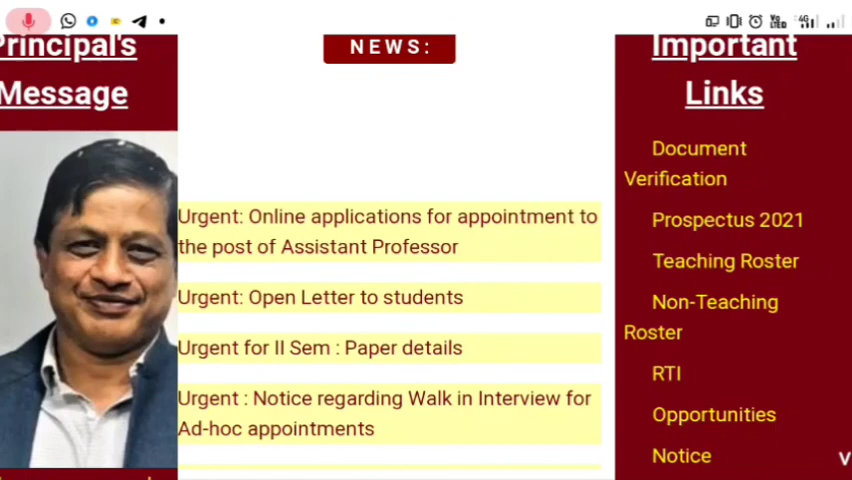 Principal's
Message
NEWS:
Urgent: Online applications for appointment to
the post of Assistant Professor
Urgent: Open Letter to students
Urgent for II Sem : Paper details
Urgent : Notice regarding Walk in Interview for
Ad-hoc appointments
Important
Links
Document
Verification
Prospectus 2021
Teaching Roster
Non-Teaching
Roster
RTI
Opportunities
Notice
V
4G